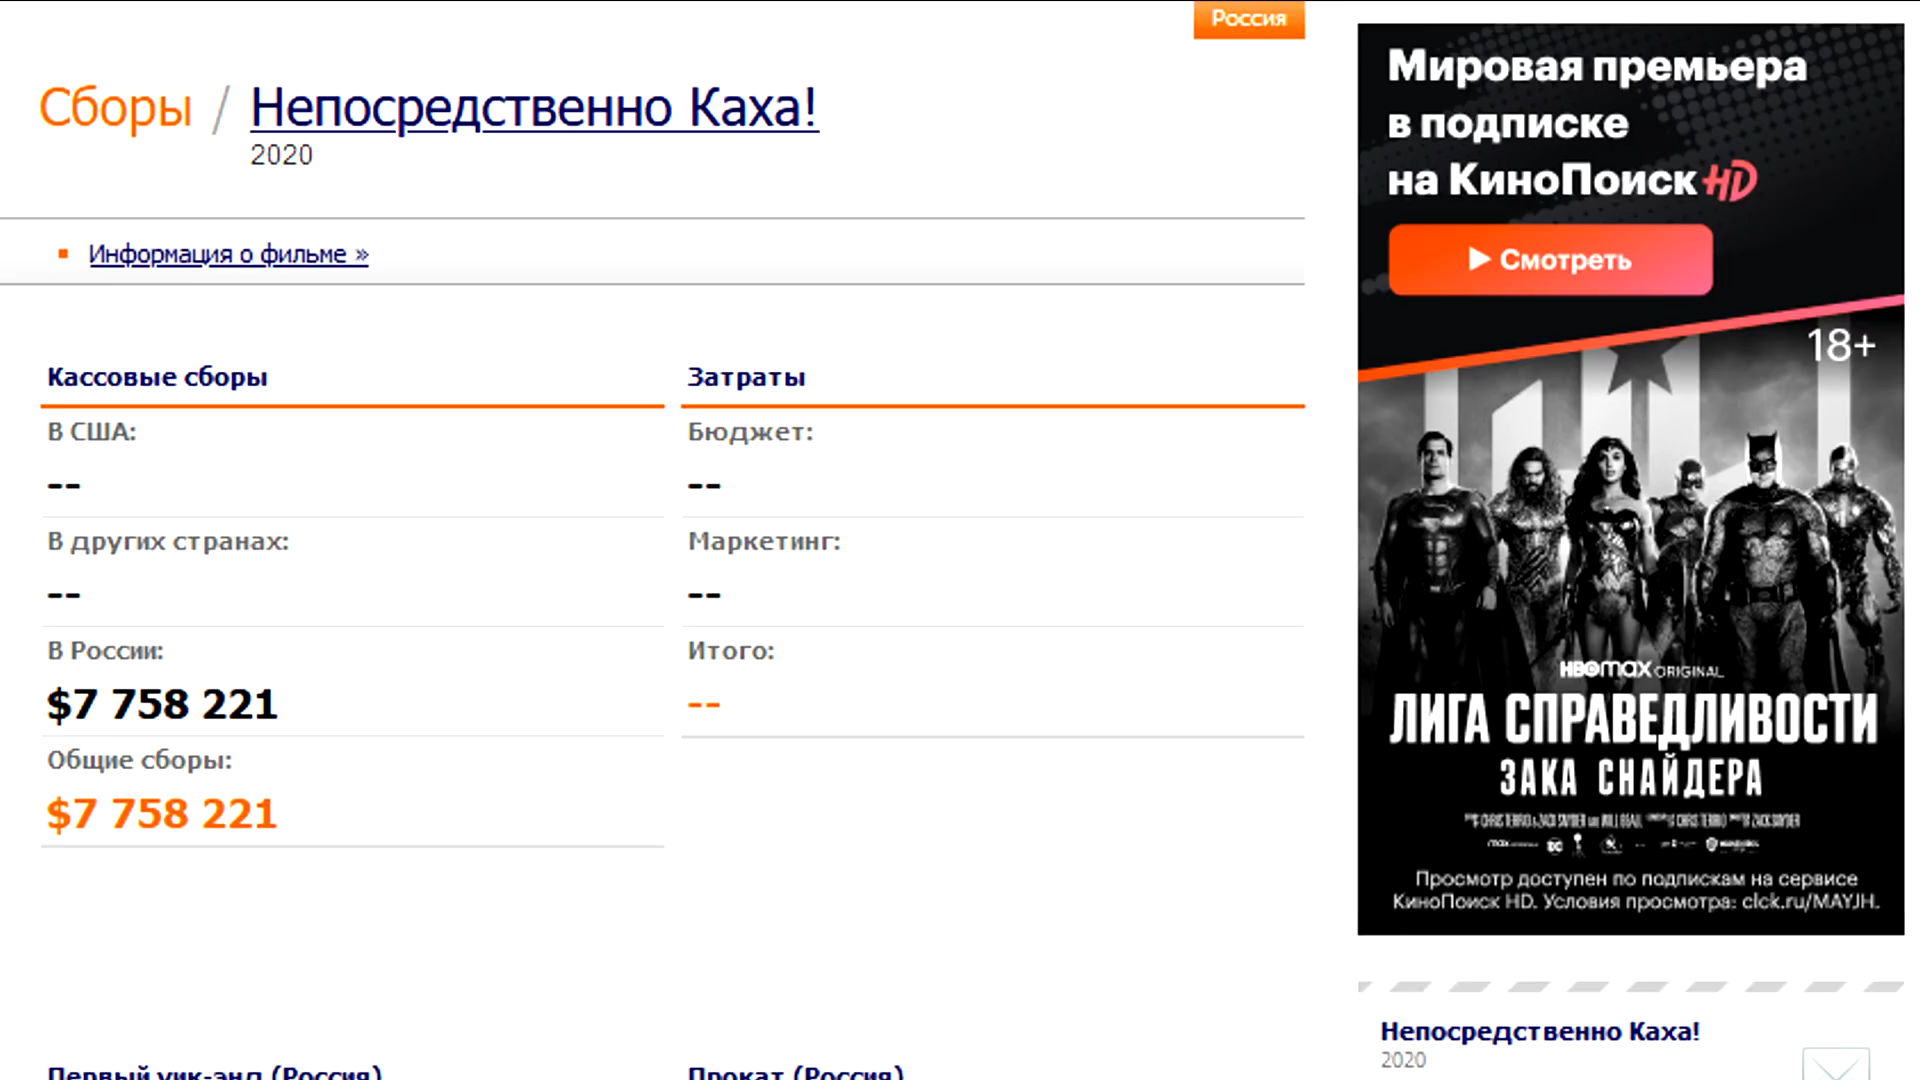 Россия
Сборы / Непосредственно Каха!
2020
Информация о фильме »
Кассовые сборы
В США:
--
В других странах:
--
В России:
$7 758 221
Общие сборы:
$7 758 221
Затраты
Бюджет:
--
Маркетинг:
--
Итого:
--
Первый уик-энд (Россия)
Прокат (Россия)
Мировая премьера
в подписке
на КиноПоиск HD
Смотреть
18+
HBO max ORIGINAL
ЛИГА СПРАВЕДЛИВОСТИ
ЗАКА СНАЙДЕРА
Просмотр доступен по подпискам на сервисе
КиноПоиск HD. Условия просмотра: clck.ru/MAYJH.
Непосредственно Каха!
2020